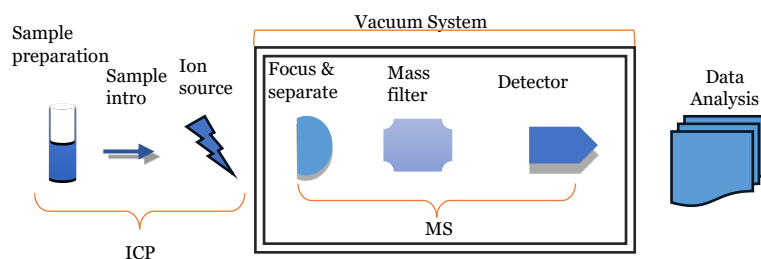 Vacuum System
Sample
preparation
Sample
intro
Ion
source
Focus &
separate
Mass
filter
Detector
Data
Analysis
ICP
MS